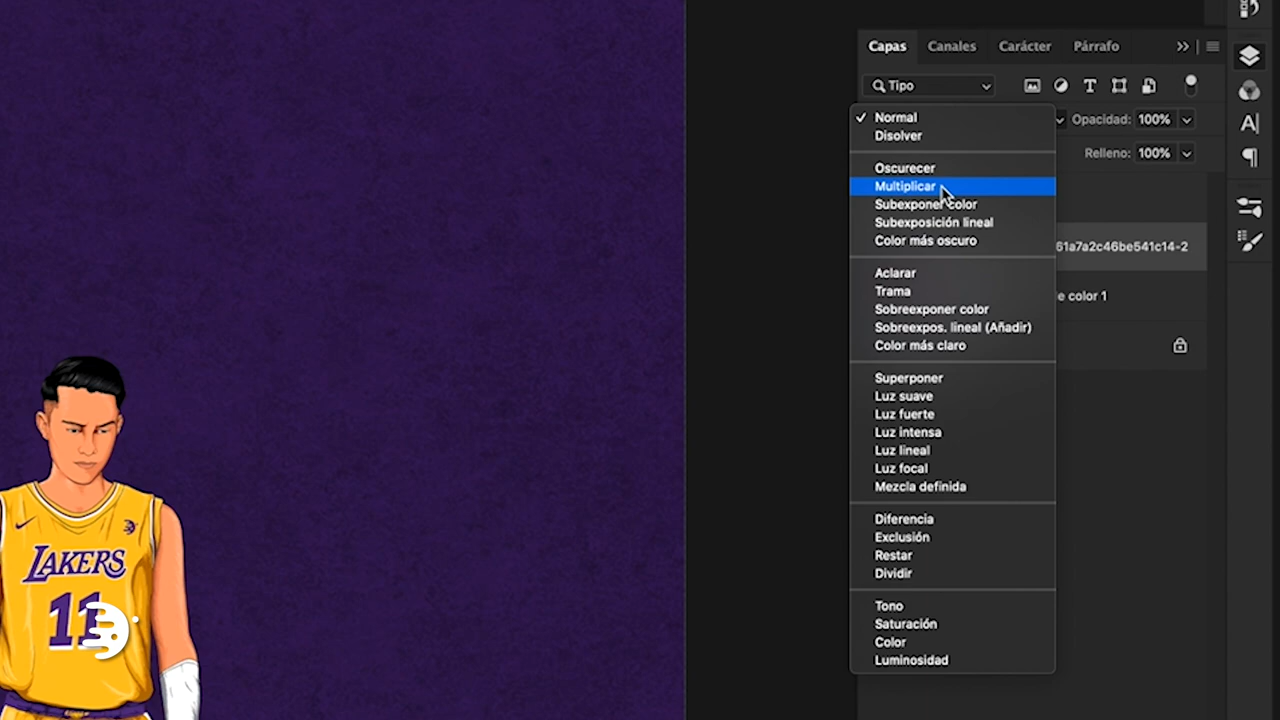 Capas Canales Carácter Párrafo
Tipo
Normal
Opacidad: 100%
Disolver
Relleno: 100%
Oscurecer
Multiplicar
Subexponer color
Subexposición lineal
Color más oscuro
61a7a2c46be541c14-2
Aclarar
Trama
e color 1
Sobreexponer color
Sobreexpos. lineal (Añadir)
Color más claro
Superponer
Luz suave
Luz fuerte
Luz intensa
Luz lineal
Luz focal
Mezcla definida
Diferencia
Exclusión
Restar
Dividir
Tono
Saturación
Color
Luminosidad
LAKERS
11